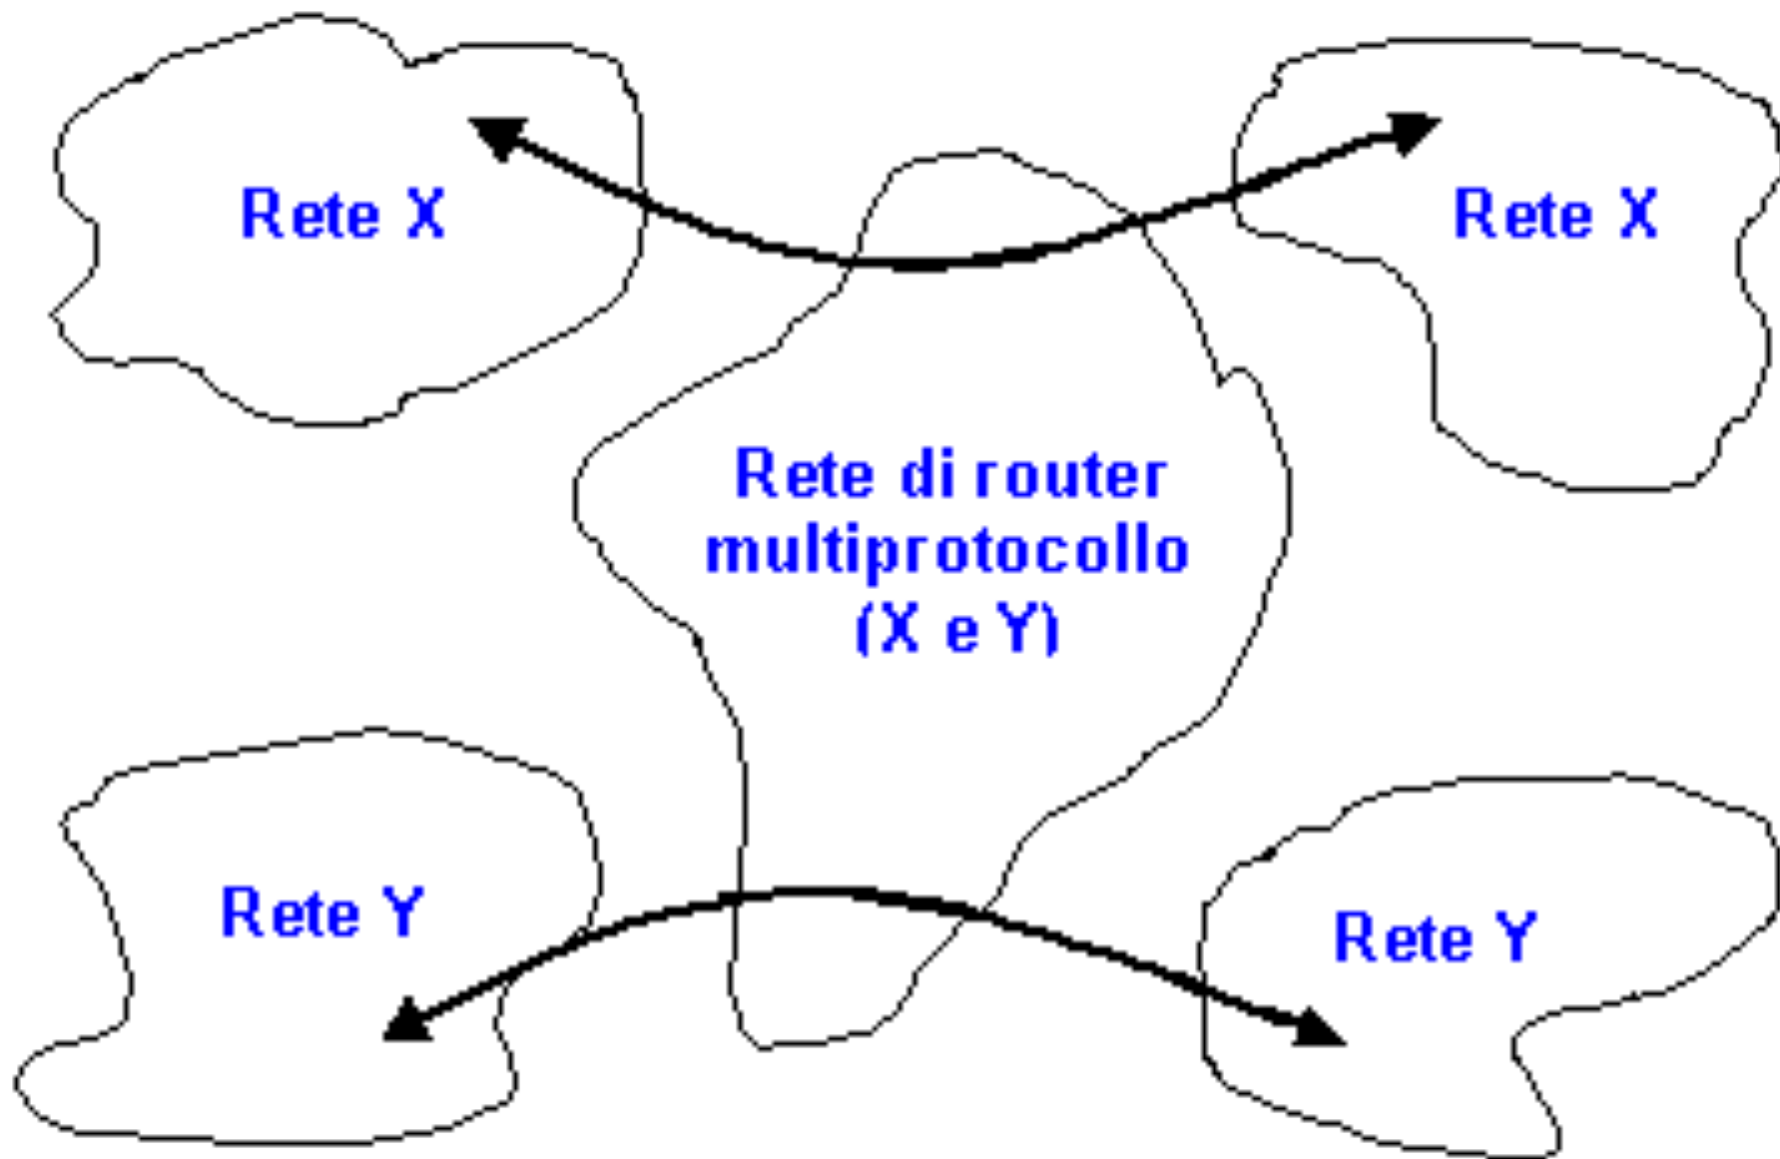 Rete X
Rete X
Rete di router
multiprotocollo
(X e Y)
Rete Y
Rete Y